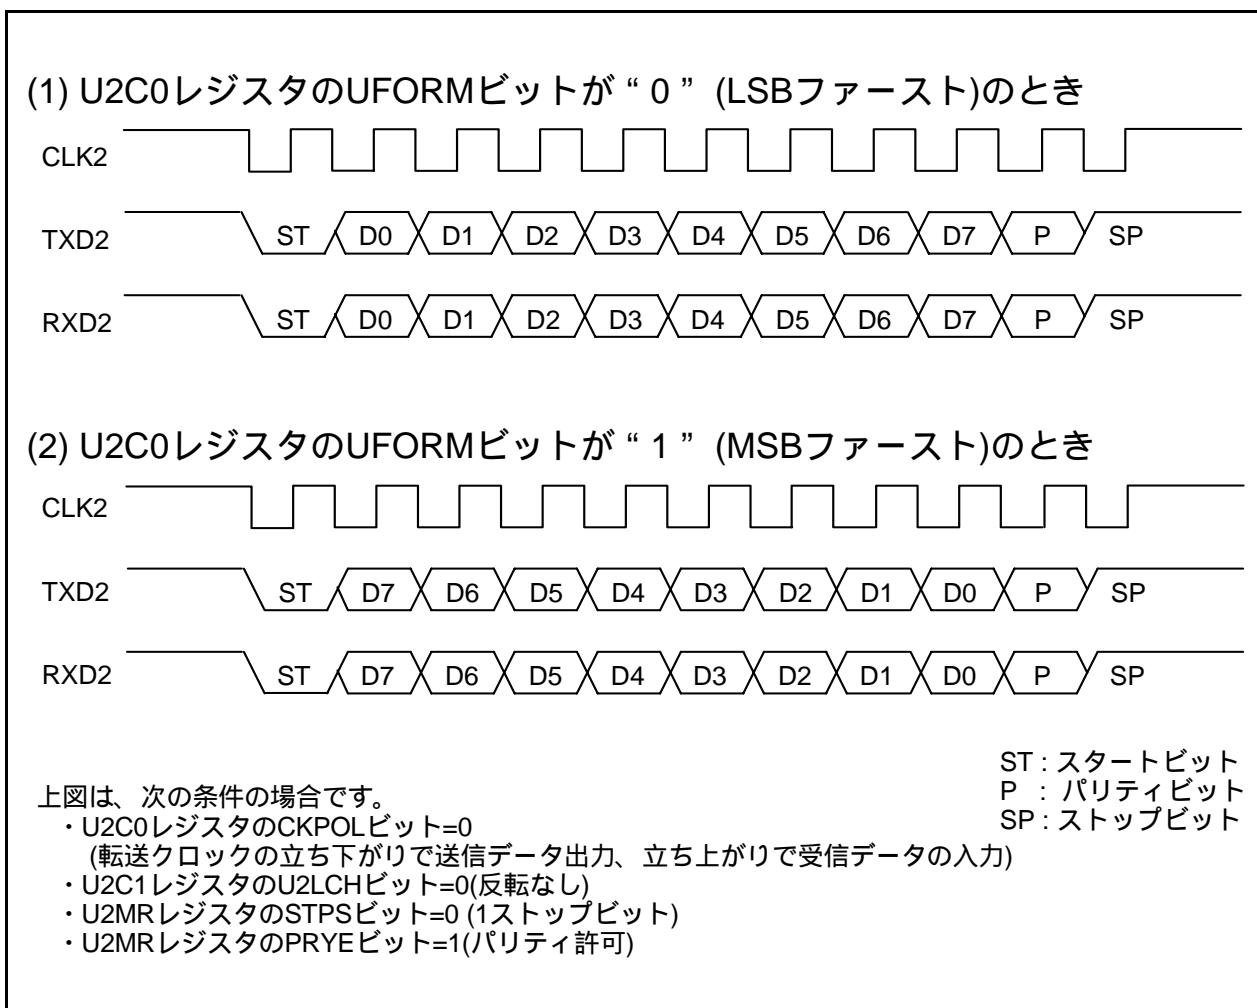 (1) U2C0レジスタのUFORMビットが“ 0 ” (LSBファースト)のとき
CLK2
TXD2 ST D0 D1 D2 D3 D4 D5 D6 D7 P SP
RXD2 ST D0 D1 D2 D3 D4 D5 D6 D7 P SP
(2) U2C0レジスタのUFORMビットが“ 1 ” (MSBファースト)のとき
CLK2
TXD2 ST D7 D6 D5 D4 D3 D2 D1 D0 P SP
RXD2 ST D7 D6 D5 D4 D3 D2 D1 D0 P SP
ST : スタートビット
P : パリティビット
SP : ストップビット
上図は、次の条件の場合です。
・U2C0レジスタのCKPOLビット=0
(転送クロックの立ち下がりで送信データ出力、立ち上がりで受信データの入力)
・U2C1レジスタのU2LCHビット=0(反転なし)
・U2MRレジスタのSTPSビット=0 (1ストップビット)
・U2MRレジスタのPRYEビット=1(パリティ許可)